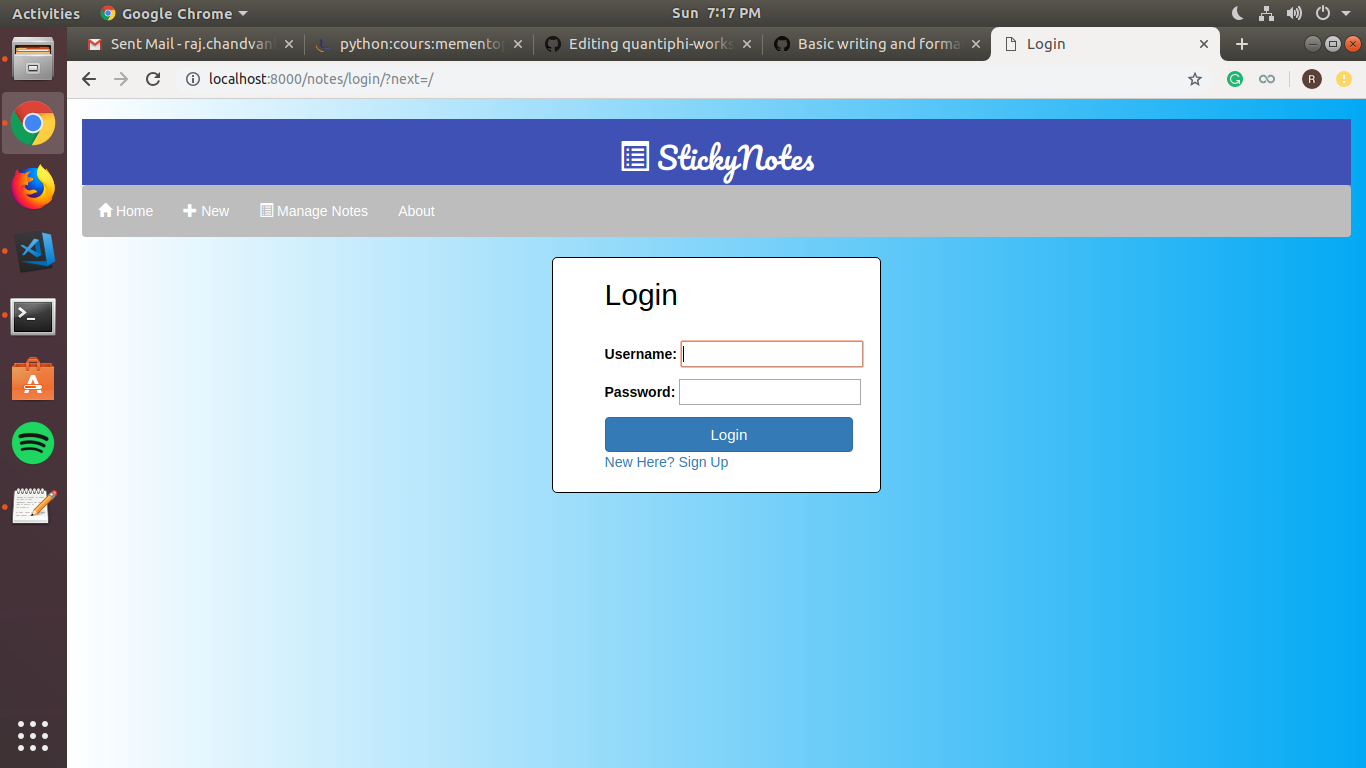 Activities Google Chrome Sun 7:17 PM
Sent Mail - raj.chandvan python:cours:memento Editing quantiphi-works Basic writing and forma Login
localhost:8000/notes/login/?next=/ R
StickyNotes
Home New Manage Notes About
Login
Username:
Password:
Login
New Here? Sign Up